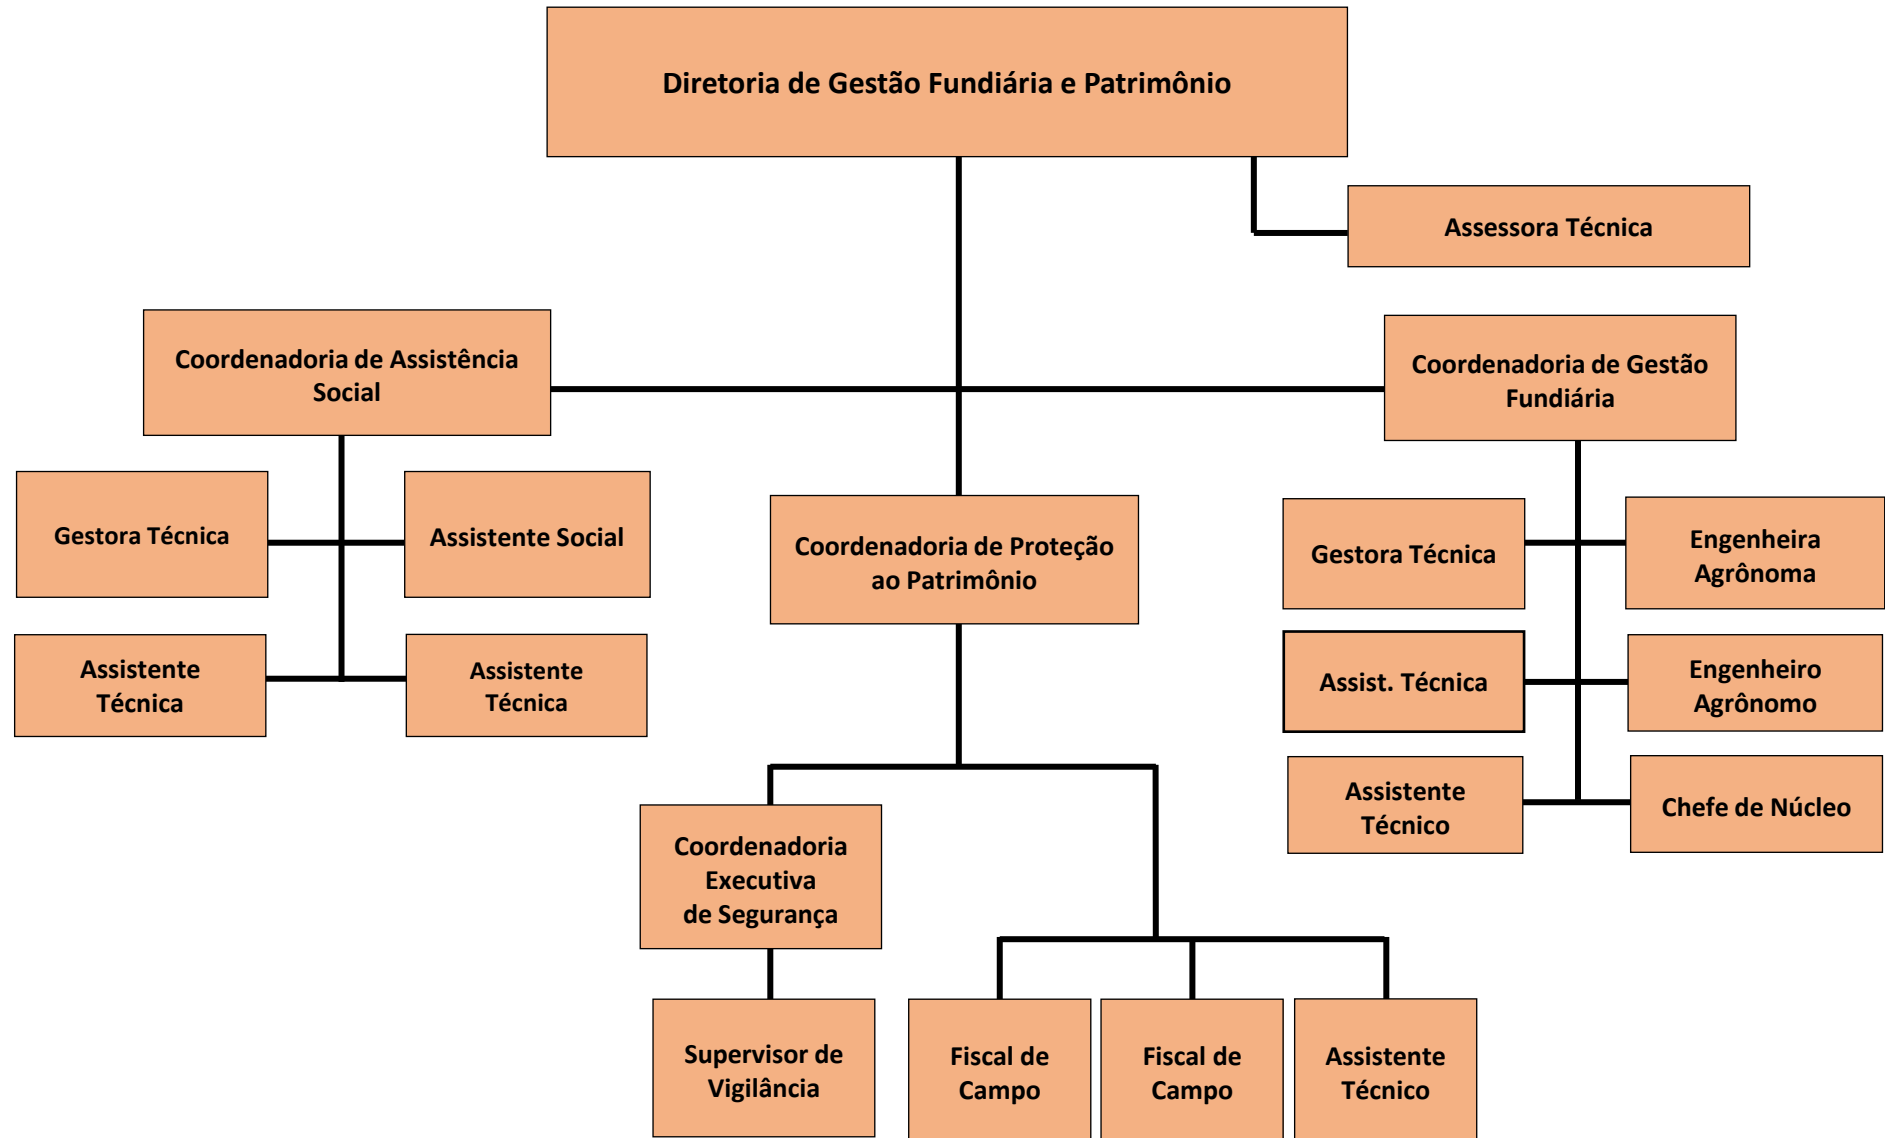 Diretoria de Gestão Fundiária e Patrimônio
Assessora Técnica
Coordenadoria de Assistência
Social
Coordenadoria de Gestão
Fundiária
Gestora Técnica
Assistente Social
Assistente
Técnica
Assistente
Técnica
Coordenadoria de Proteção
ao Patrimônio
Gestora Técnica
Engenheira
Agrônoma
Assist. Técnica
Engenheiro
Agrônomo
Assistente
Técnico
Chefe de Núcleo
Coordenadoria
Executiva
de Segurança
Supervisor de
Vigilância
Fiscal de
Campo
Fiscal de
Campo
Assistente
Técnico